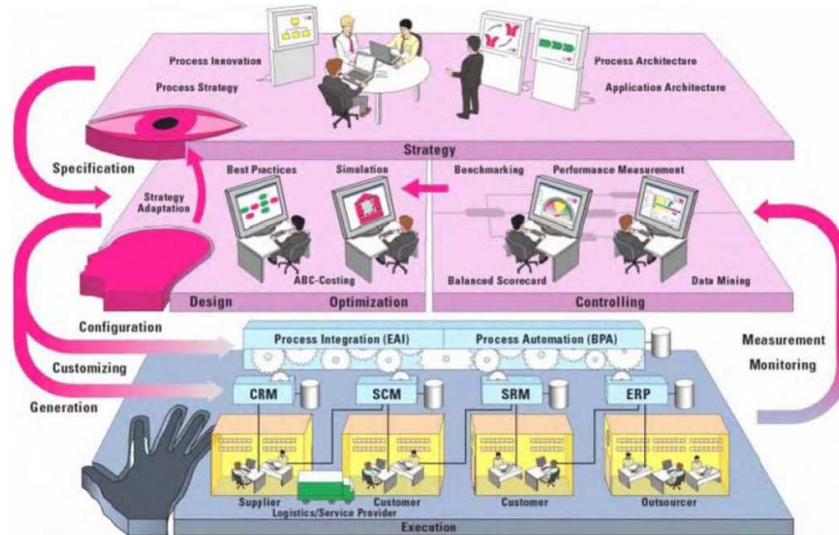 Process Innovation
Process Architecture
Process Strategy
Application Architecture
Strategy
Specification
Best Practices
Simulation
Benchmarking
Performance Measurement
Strategy
Adaptation
ABC-Costing
Balanced Scorecard
Data Mining
Design
Optimization
Controlling
Configuration
Process Integration (EAI)
Process Automation (BPA)
Measurement
Customizing
Monitoring
Generation
CRM
SCM
SRM
ERP
Supplier
Customer
Customer
Outsourcer
Logistics/Service Provider
Execution